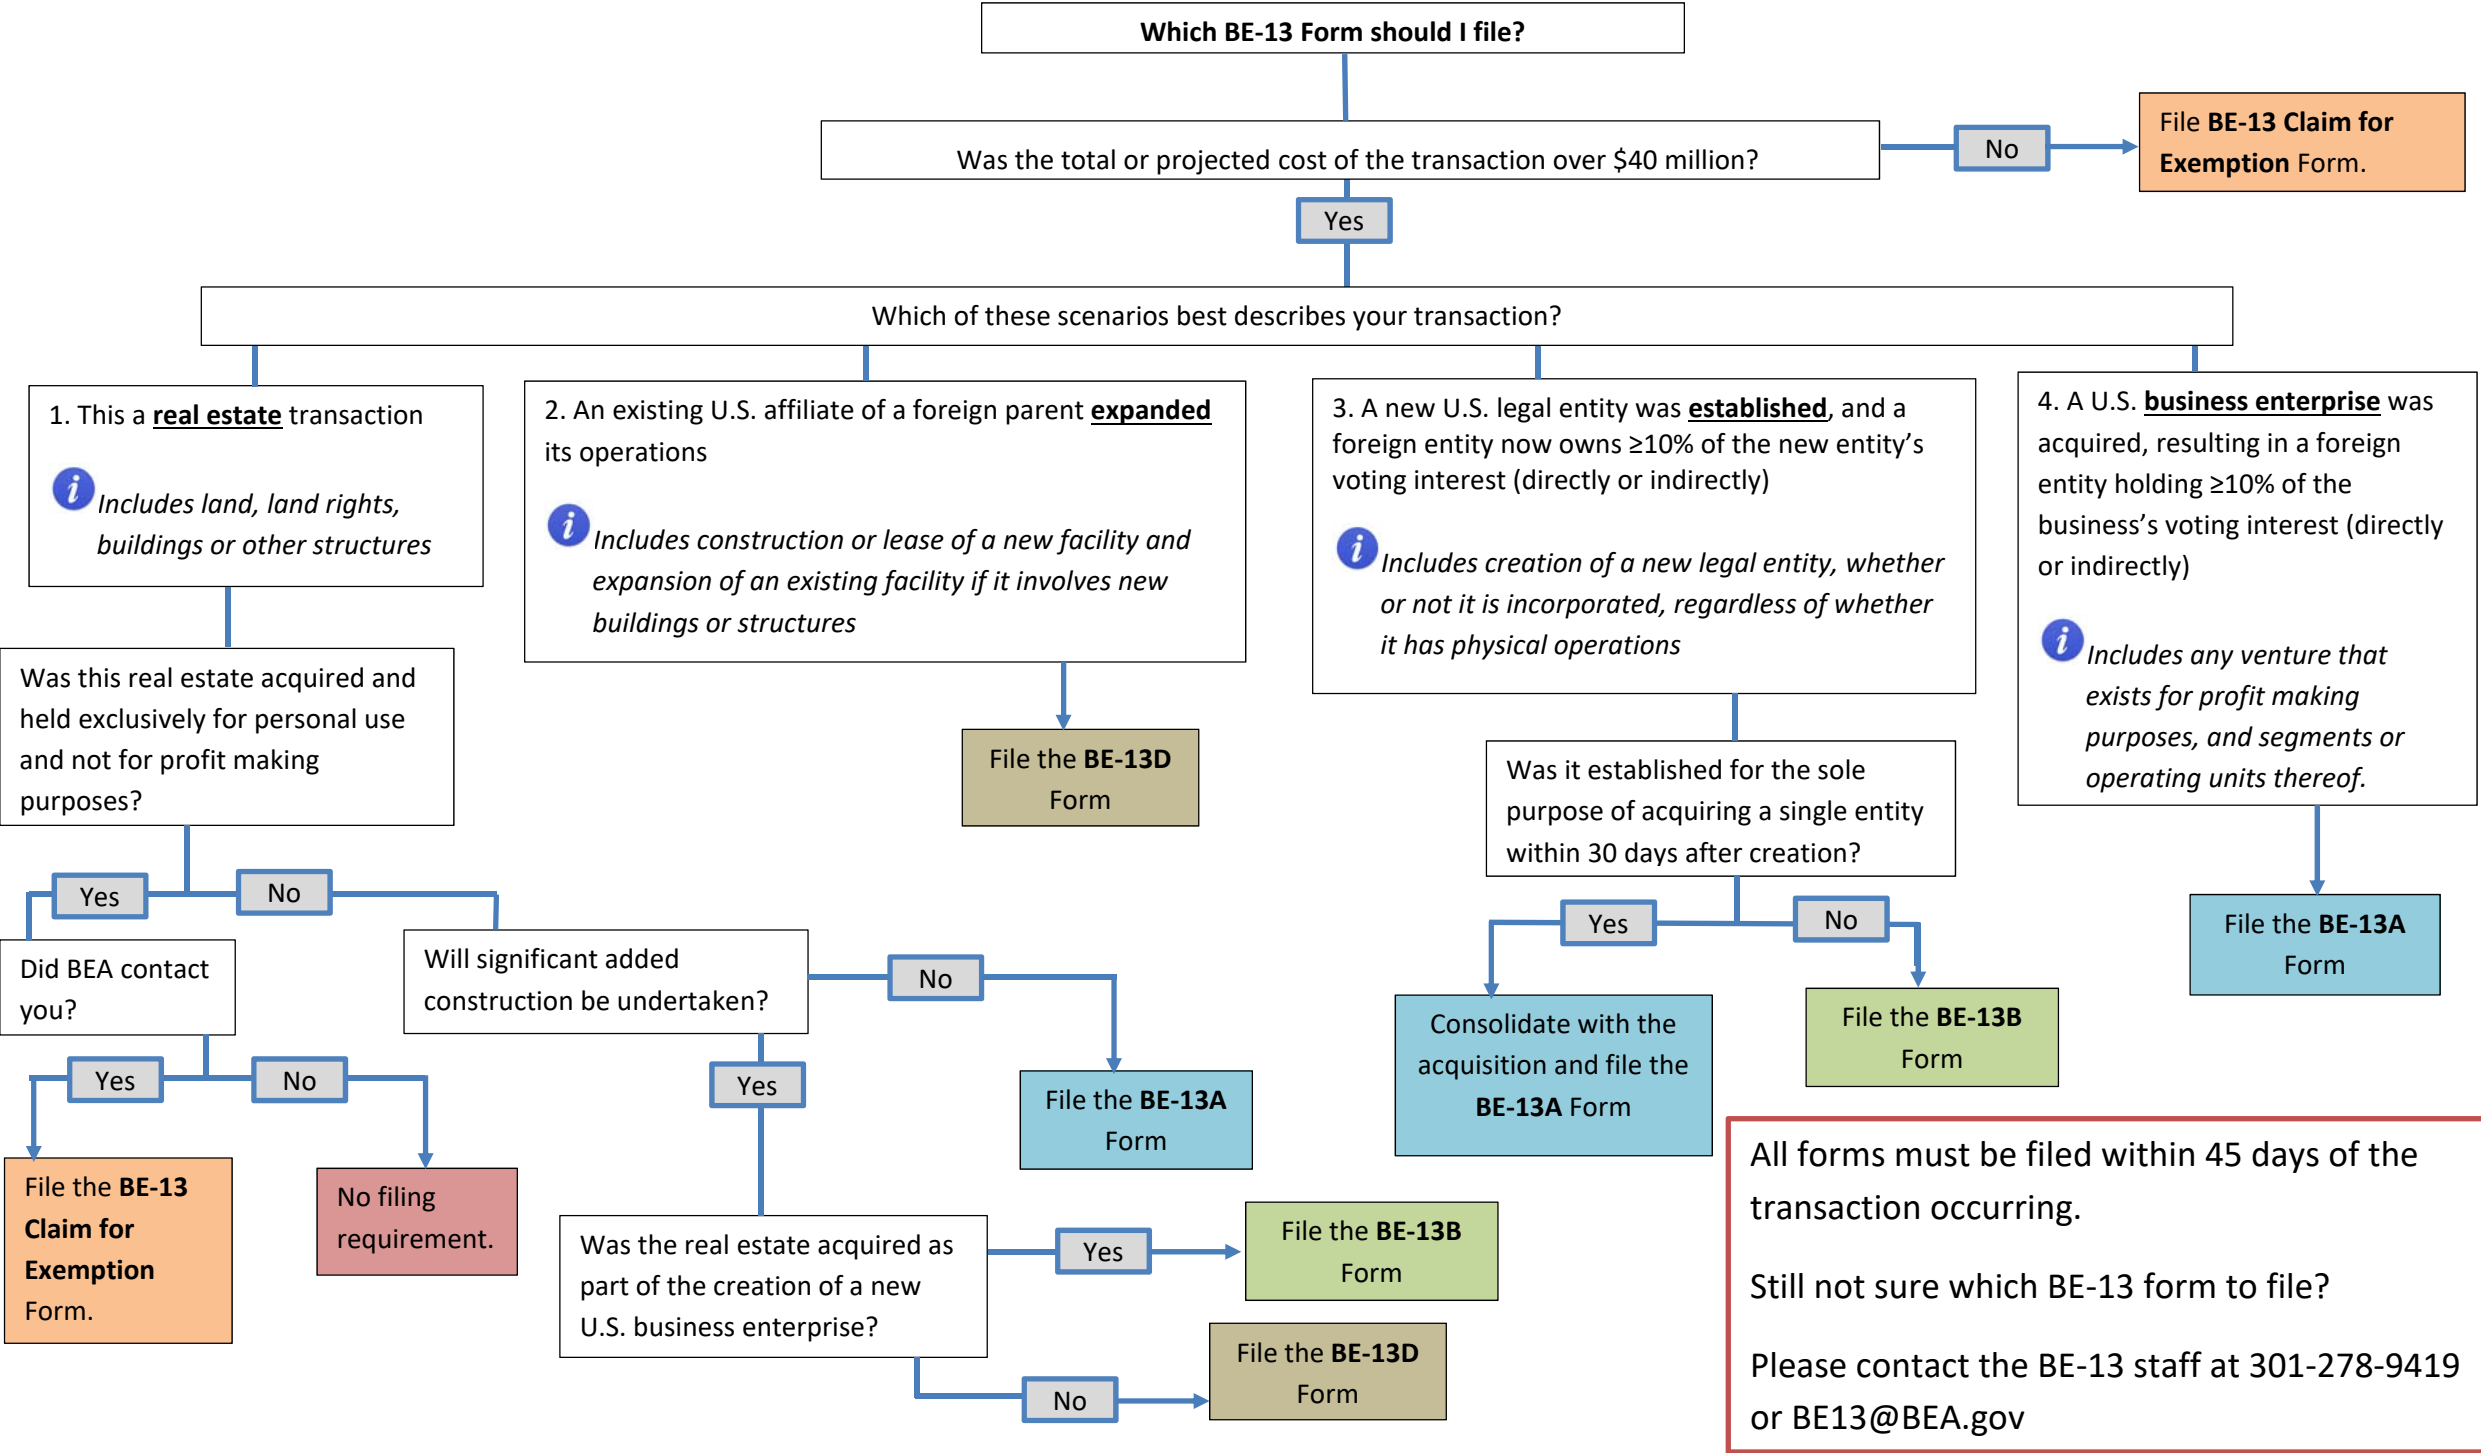 Which BE-13 Form should I file?
Was the total or projected cost of the transaction over $40 million?
No
File BE-13 Claim for
Exemption Form.
Yes
Which of these scenarios best describes your transaction?
1. This a real estate transaction
Includes land, land rights,
buildings or other structures
2. An existing U.S. affiliate of a foreign parent expanded
its operations
Includes construction or lease of a new facility and
expansion of an existing facility if it involves new
buildings or structures
3. A new U.S. legal entity was established, and a
foreign entity now owns ≥10% of the new entity’s
voting interest (directly or indirectly)
Includes creation of a new legal entity, whether
or not it is incorporated, regardless of whether
it has physical operations
4. A U.S. business enterprise was
acquired, resulting in a foreign
entity holding ≥10% of the
business’s voting interest (directly
or indirectly)
Includes any venture that
exists for profit making
purposes, and segments or
operating units thereof.
Was this real estate acquired and
held exclusively for personal use
and not for profit making
purposes?
File the BE-13D
Form
Was it established for the sole
purpose of acquiring a single entity
within 30 days after creation?
Yes
No
Yes
No
File the BE-13A
Form
Did BEA contact
you?
Will significant added
construction be undertaken?
No
Consolidate with the
acquisition and file the
BE-13A Form
File the BE-13B
Form
Yes
No
Yes
File the BE-13A
Form
File the BE-13
Claim for
Exemption
Form.
No filing
requirement.
Was the real estate acquired as
part of the creation of a new
U.S. business enterprise?
Yes
File the BE-13B
Form
No
File the BE-13D
Form
All forms must be filed within 45 days of the
transaction occurring.
Still not sure which BE-13 form to file?
Please contact the BE-13 staff at 301-278-9419
or BE13@BEA.gov